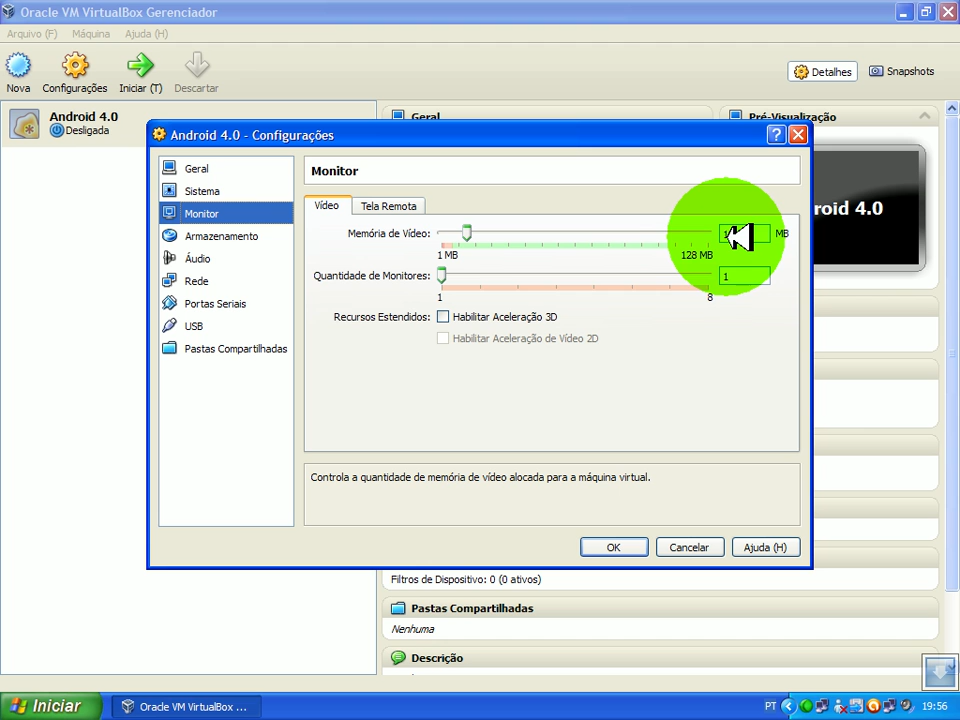 Oracle VM VirtualBox Gerenciador
Arquivo (F) Máquina Ajuda (H)
Nova Configurações Iniciar (T) Descartar
Detalhes Snapshots
Android 4.0
Desligada
Geral
Pré-Visualização
Android 4.0 - Configurações
Geral
Sistema
Monitor
Armazenamento
Áudio
Rede
Portas Seriais
USB
Pastas Compartilhadas
Monitor
Vídeo Tela Remota
Memória de Vídeo: MB
1 MB 128 MB
Quantidade de Monitores: 1
1 8
Recursos Estendidos: Habilitar Aceleração 3D
Habilitar Aceleração de Vídeo 2D
Controla a quantidade de memória de vídeo alocada para a máquina virtual.
OK Cancelar Ajuda (H)
4.0
Filtros de Dispositivo: 0 (0 ativos)
Pastas Compartilhadas
Nenhuma
Descrição
Iniciar Oracle VM VirtualBox ... PT 19:56